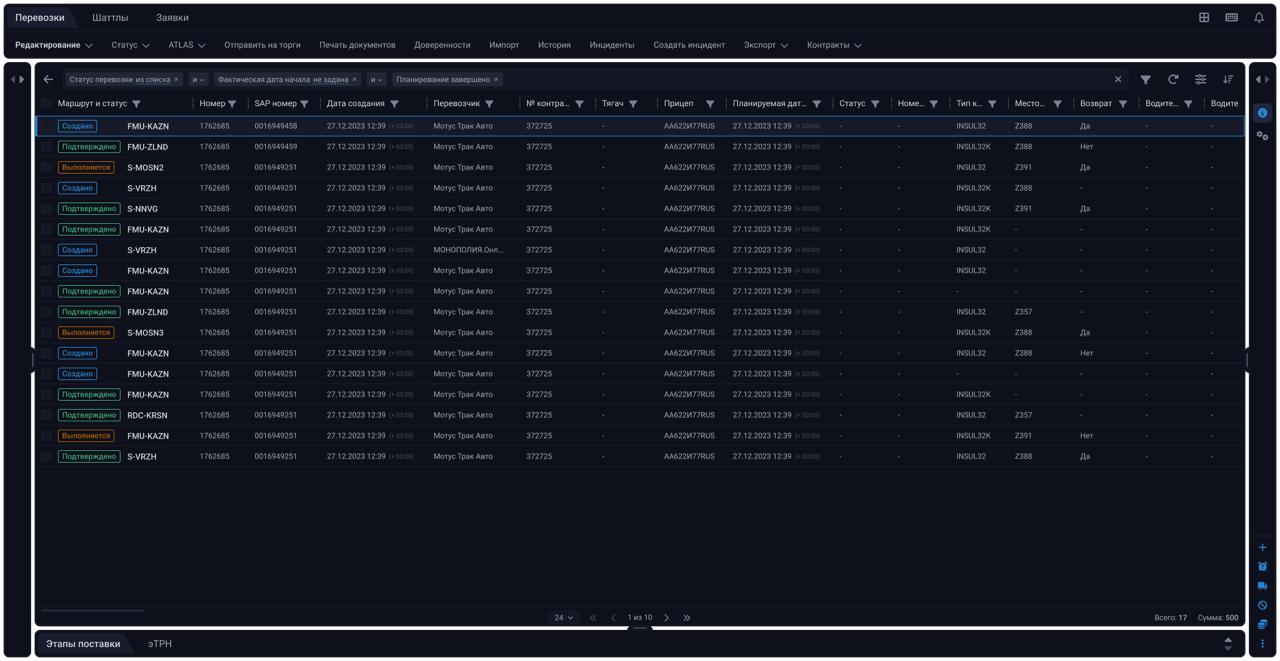 Перевозки Шаттлы Заявки
Редактирование Статус ATLAS Отправить на торги Печать документов Доверенности Импорт История Инциденты Создать инцидент Экспорт Контракты
Статус перевозки из списка × и Фактическая дата начала не задана × и Планирование завершено ×
Маршрут и статус Номер SAP номер Дата создания Перевозчик № контра... Тягач Прицеп Планируемая дат... Статус Номе... Тип к... Место... Возврат Водите... Водите
Создано FMU-KAZN 1762685 0016949458 27.12.2023 12:39 (+ 03:00) Мотус Трак Авто 372725 - АА622И77RUS 27.12.2023 12:39 (+ 03:00) - - INSUL32 Z388 Да - -
Подтверждено FMU-ZLND 1762685 0016949459 27.12.2023 12:39 (+ 03:00) Мотус Трак Авто 372725 - АА622И77RUS 27.12.2023 12:39 (+ 03:00) - - INSUL32K Z388 Нет - -
Выполняется S-MOSN2 1762685 0016949251 27.12.2023 12:39 (+ 03:00) Мотус Трак Авто 372725 - АА622И77RUS 27.12.2023 12:39 (+ 03:00) - - INSUL32 Z391 Да - -
Создано S-VRZH 1762685 0016949251 27.12.2023 12:39 (+ 03:00) Мотус Трак Авто 372725 - АА622И77RUS 27.12.2023 12:39 (+ 03:00) - - INSUL32K Z388 - - -
Подтверждено S-NNVG 1762685 0016949251 27.12.2023 12:39 (+ 03:00) Мотус Трак Авто 372725 - АА622И77RUS 27.12.2023 12:39 (+ 03:00) - - INSUL32K Z391 Да - -
Подтверждено FMU-KAZN 1762685 0016949251 27.12.2023 12:39 (+ 03:00) Мотус Трак Авто 372725 - АА622И77RUS 27.12.2023 12:39 (+ 03:00) - - INSUL32K - - - -
Создано S-VRZH 1762685 0016949251 27.12.2023 12:39 (+ 03:00) МОНОПОЛИЯ.Онл... 372725 - АА622И77RUS 27.12.2023 12:39 (+ 03:00) - - INSUL32 - - - -
Создано FMU-KAZN 1762685 0016949251 27.12.2023 12:39 (+ 03:00) Мотус Трак Авто 372725 - АА622И77RUS 27.12.2023 12:39 (+ 03:00) - - INSUL32 - - - -
Подтверждено FMU-KAZN 1762685 0016949251 27.12.2023 12:39 (+ 03:00) Мотус Трак Авто 372725 - АА622И77RUS 27.12.2023 12:39 (+ 03:00) - - - - - - -
Подтверждено FMU-ZLND 1762685 0016949251 27.12.2023 12:39 (+ 03:00) Мотус Трак Авто 372725 - АА622И77RUS 27.12.2023 12:39 (+ 03:00) - - INSUL32 Z357 - - -
Выполняется S-MOSN3 1762685 0016949251 27.12.2023 12:39 (+ 03:00) Мотус Трак Авто 372725 - АА622И77RUS 27.12.2023 12:39 (+ 03:00) - - INSUL32K Z388 Да - -
Создано FMU-KAZN 1762685 0016949251 27.12.2023 12:39 (+ 03:00) Мотус Трак Авто 372725 - АА622И77RUS 27.12.2023 12:39 (+ 03:00) - - INSUL32 Z388 Нет - -
Создано FMU-KAZN 1762685 0016949251 27.12.2023 12:39 (+ 03:00) Мотус Трак Авто 372725 - АА622И77RUS 27.12.2023 12:39 (+ 03:00) - - - - - - -
Подтверждено FMU-KAZN 1762685 0016949251 27.12.2023 12:39 (+ 03:00) Мотус Трак Авто 372725 - АА622И77RUS 27.12.2023 12:39 (+ 03:00) - - INSUL32K - - - -
Подтверждено RDC-KRSN 1762685 0016949251 27.12.2023 12:39 (+ 03:00) Мотус Трак Авто 372725 - АА622И77RUS 27.12.2023 12:39 (+ 03:00) - - INSUL32 Z357 - - -
Выполняется FMU-KAZN 1762685 0016949251 27.12.2023 12:39 (+ 03:00) Мотус Трак Авто 372725 - АА622И77RUS 27.12.2023 12:39 (+ 03:00) - - INSUL32K Z391 Нет - -
Подтверждено S-VRZH 1762685 0016949251 27.12.2023 12:39 (+ 03:00) Мотус Трак Авто 372725 - АА622И77RUS 27.12.2023 12:39 (+ 03:00) - - INSUL32 Z388 Да - -
24 1 из 10 Всего: 17 Сумма: 500
Этапы поставки эТРН